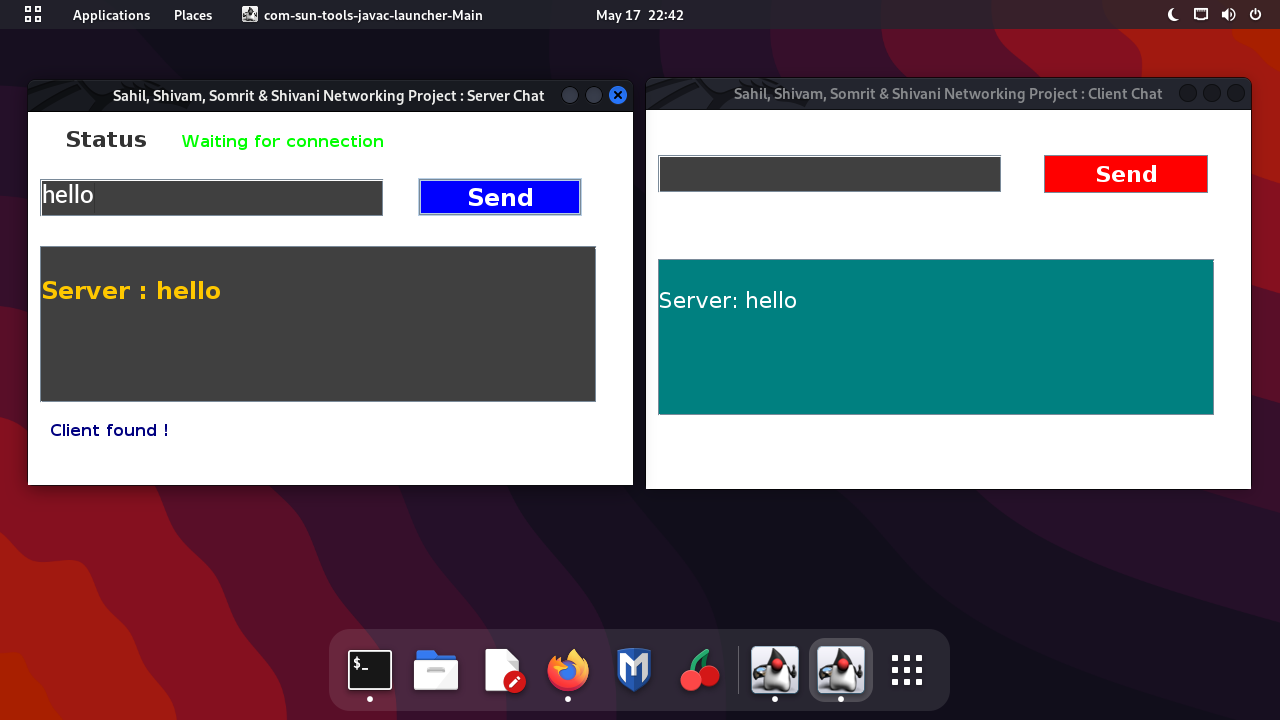 Applications Places com-sun-tools-javac-launcher-Main May 17 22:42
Sahil, Shivam, Somrit & Shivani Networking Project : Server Chat
Status Waiting for connection
hello Send
Server : hello
Client found !
Sahil, Shivam, Somrit & Shivani Networking Project : Client Chat
Send
Server: hello
$_